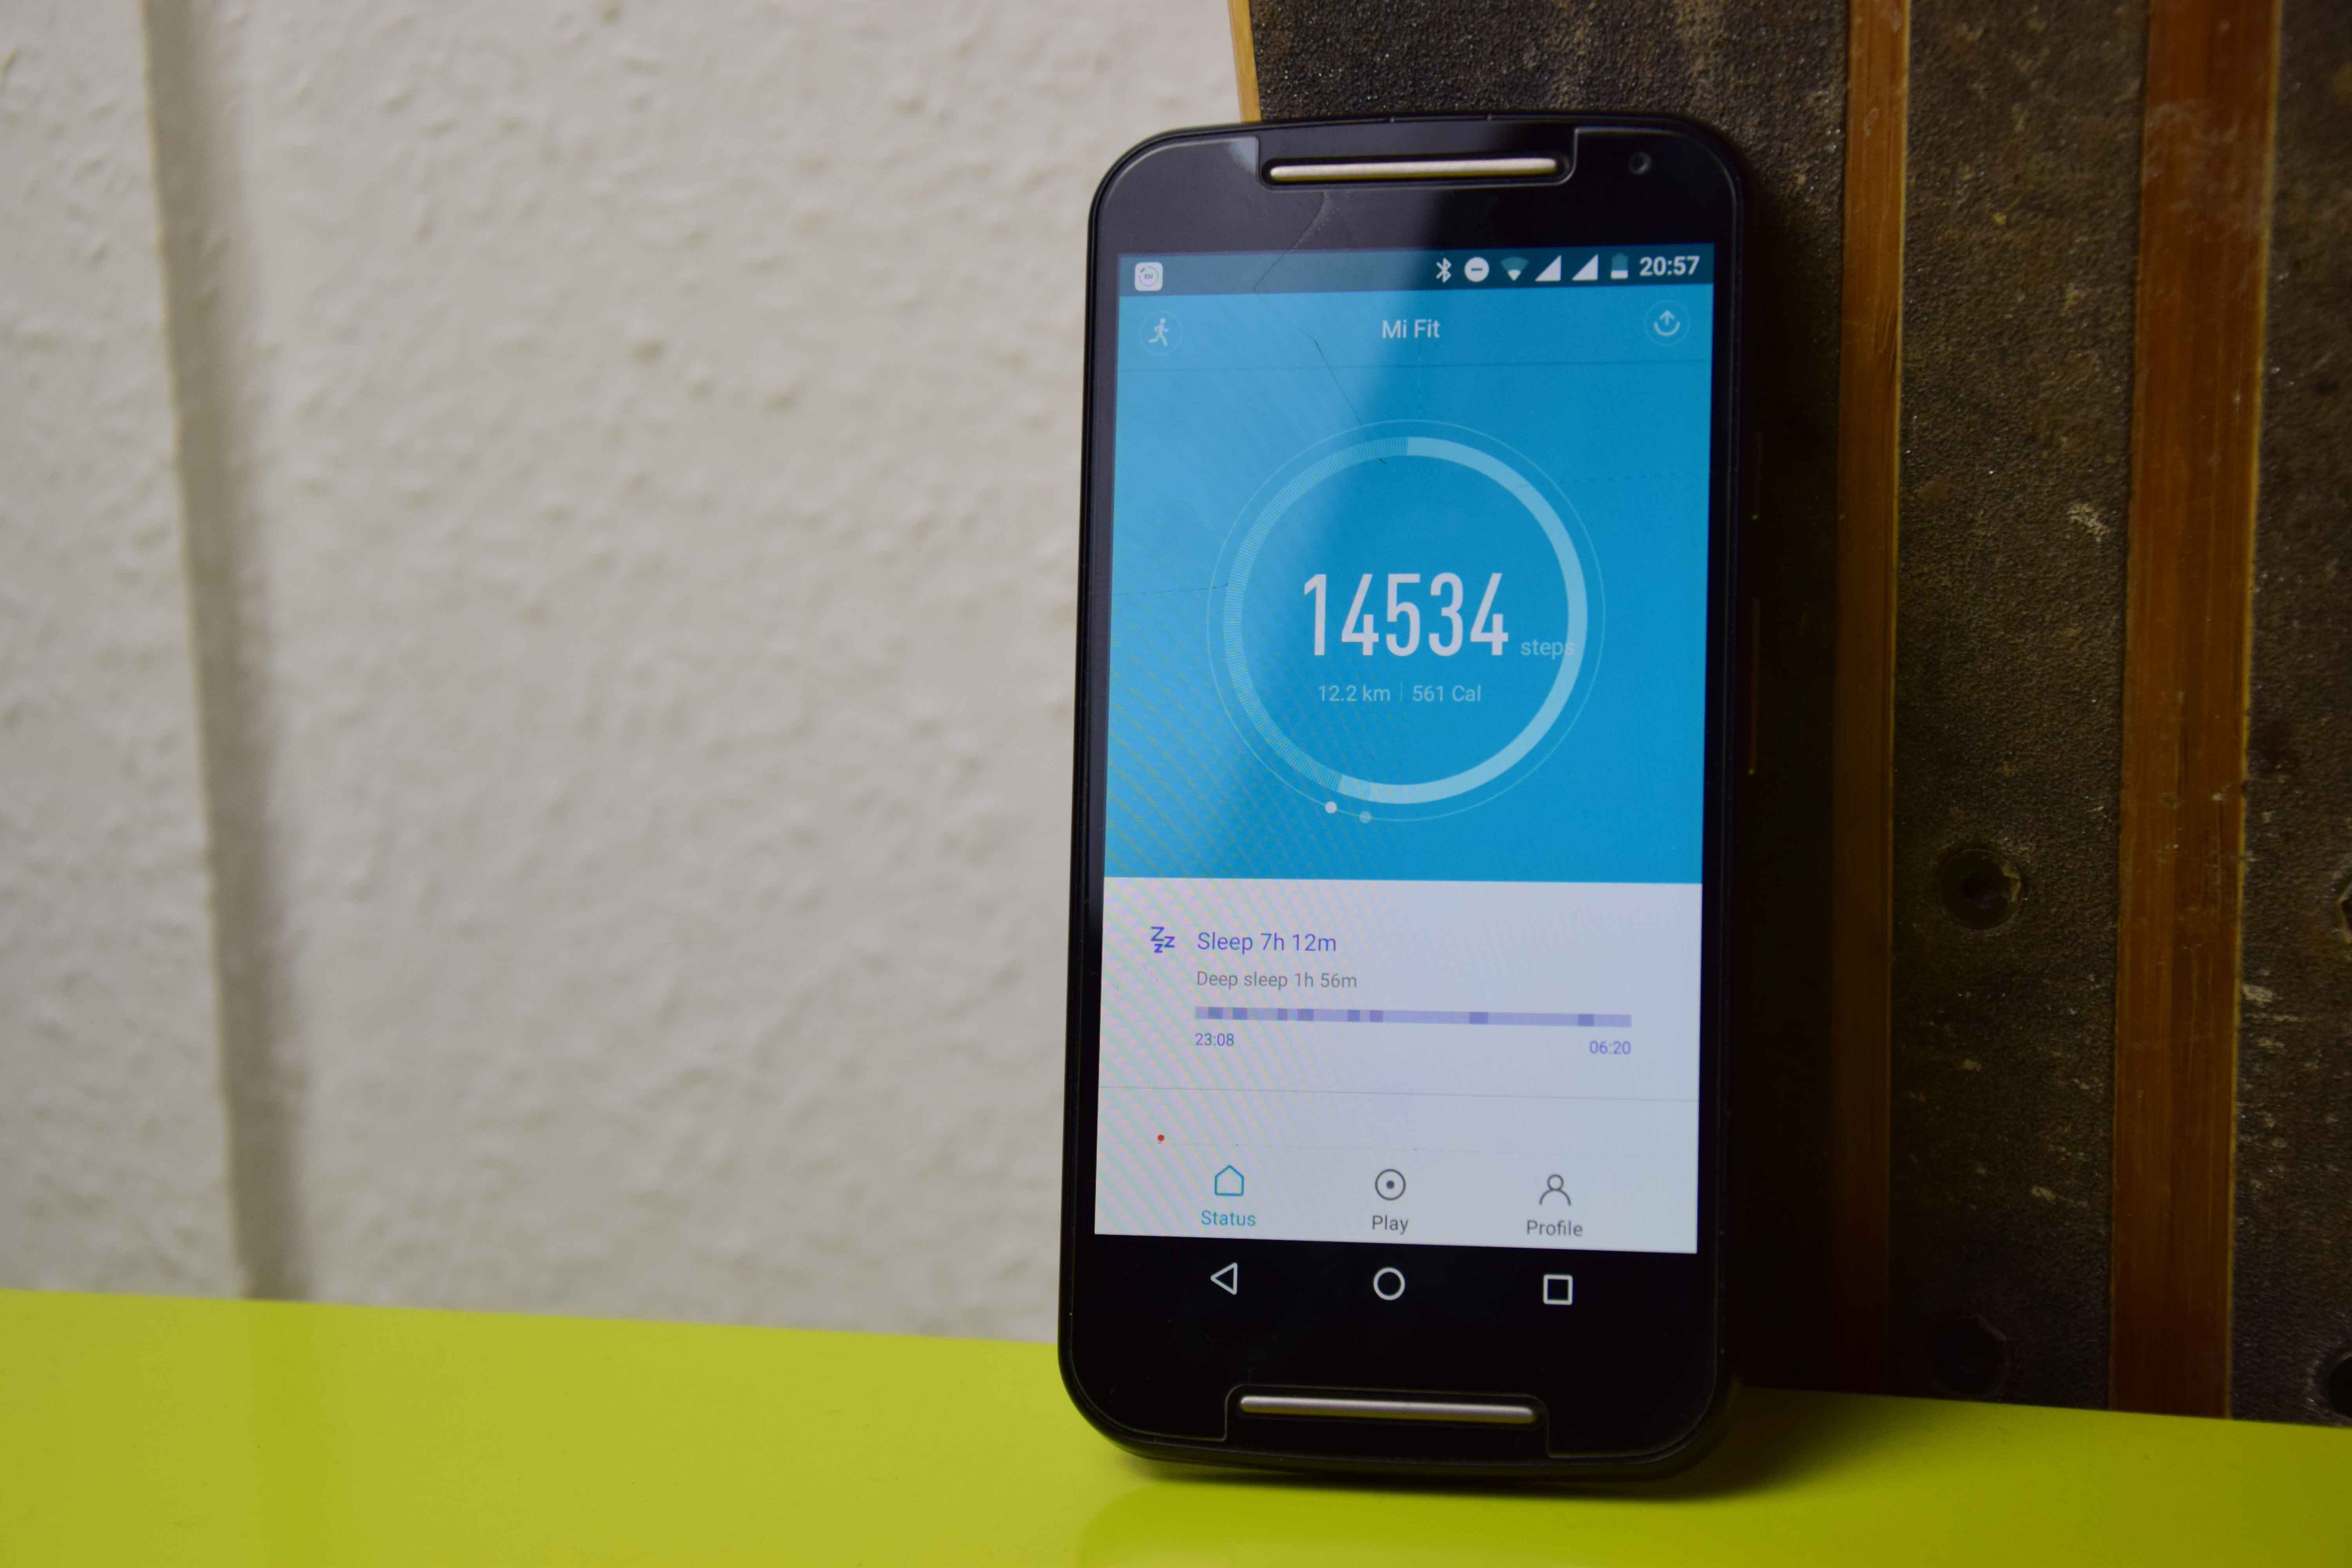 20:57
Mi Fit
14534 steps
12.2 km | 561 Cal
Sleep 7h 12m
Deep sleep 1h 56m
23:08 06:20
Status Play Profile